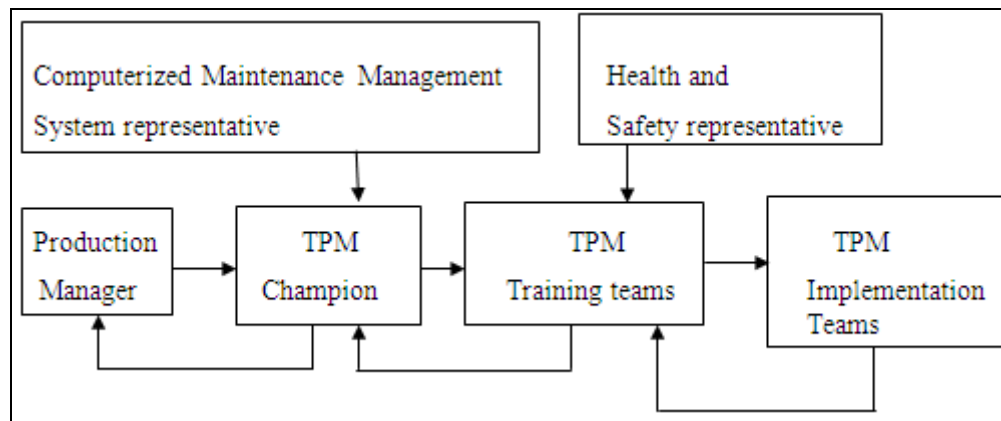 Computerized Maintenance Management
System representative
Health and
Safety representative
Production
Manager
TPM
Champion
TPM
Training teams
TPM
Implementation
Teams